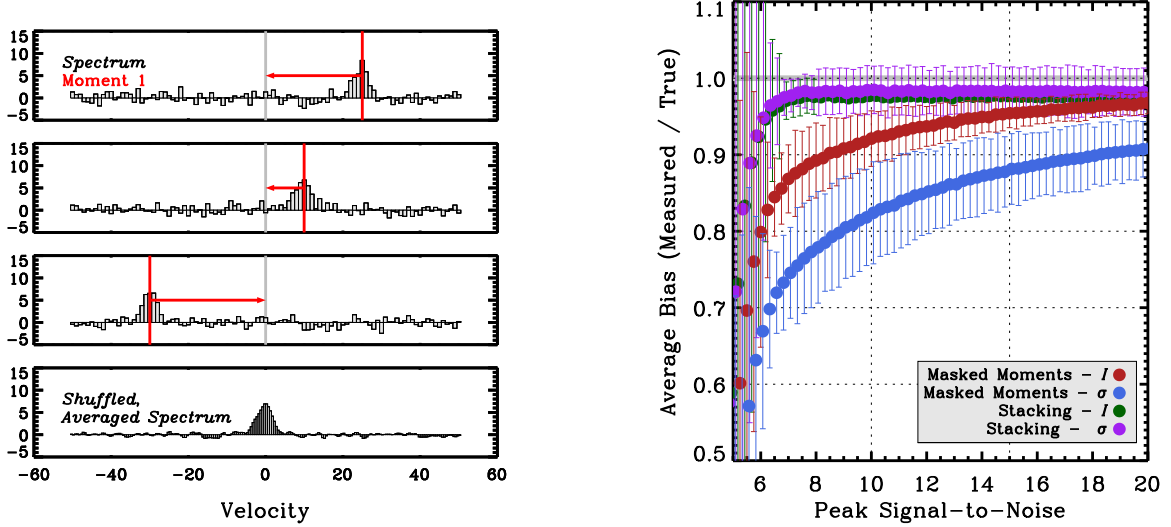 15
10
5
0
−5
Spectrum
Moment 1
15
10
5
0
−5
15
10
5
0
−5
15
10
5
0
−5
Shuffled,
Averaged Spectrum
−60 −40 −20 0 20 40 60
Velocity
Average Bias (Measured / True)
1.1
1.0
0.9
0.8
0.7
0.6
0.5
Masked Moments − I
Masked Moments − σ
Stacking − I
Stacking − σ
6 8 10 12 14 16 18 20
Peak Signal−to−Noise